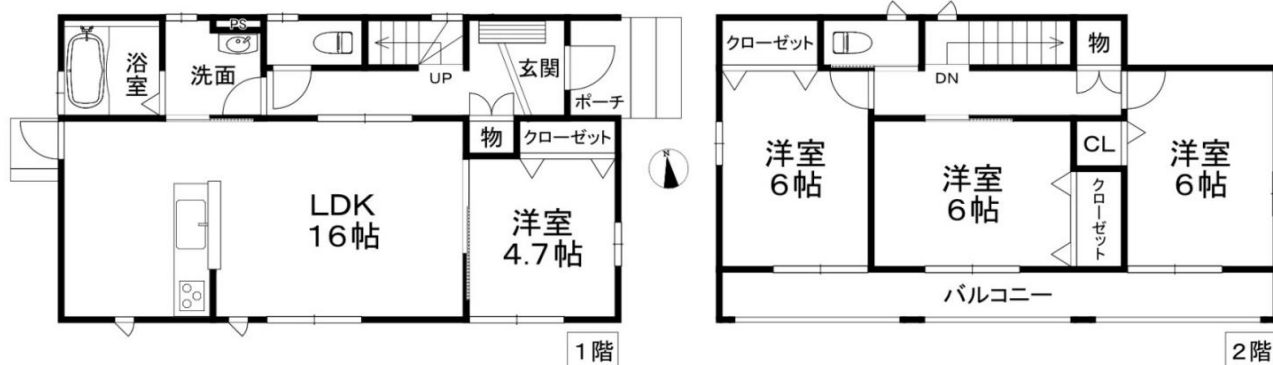 PS
浴室
洗面
UP
玄関
ポーチ
物
クローゼット
LDK
16帖
洋室
4.7帖
N
1階
クローゼット
物
DN
洋室
6帖
洋室
6帖
CL
クローゼット
洋室
6帖
バルコニー
2階